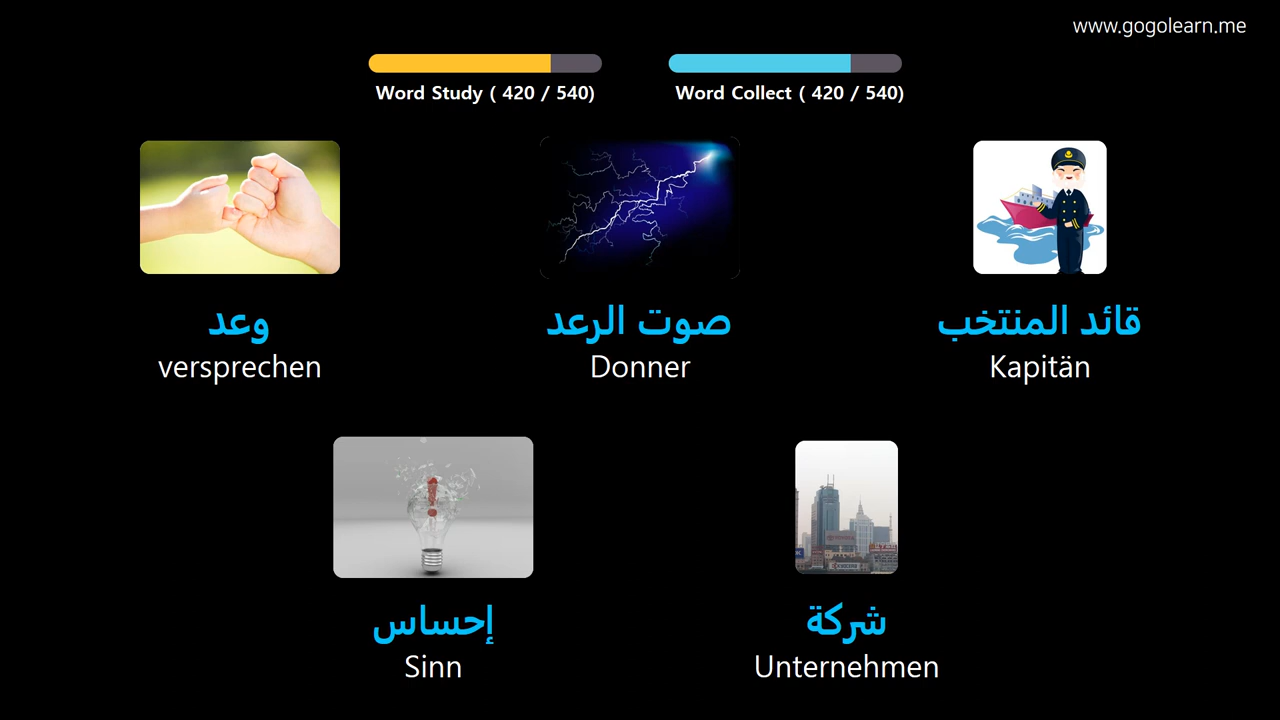 www.gogolearn.me
Word Study ( 420 / 540)
Word Collect ( 420 / 540)
وعد
versprechen
صوت الرعد
Donner
قائد المنتخب
Kapitän
إحساس
Sinn
شركة
Unternehmen